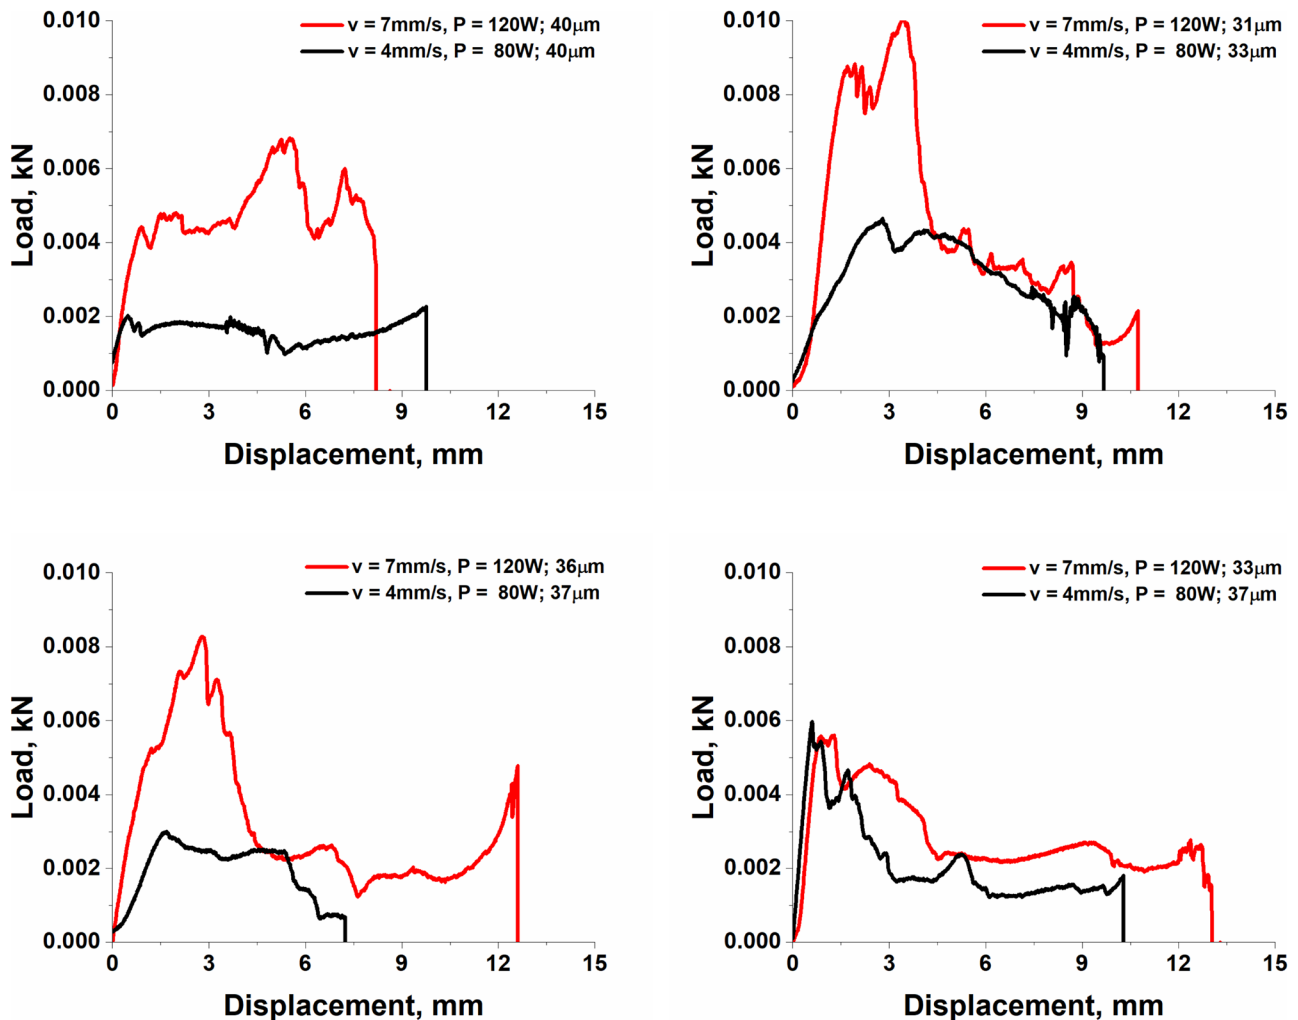 v = 7mm/s, P = 120W; 40μm
v = 4mm/s, P = 80W; 40μm
0.010
0.008
0.006
0.004
0.002
0.000
Load, kN
0 3 6 9 12 15
Displacement, mm
v = 7mm/s, P = 120W; 31μm
v = 4mm/s, P = 80W; 33μm
0.010
0.008
0.006
0.004
0.002
0.000
Load, kN
0 3 6 9 12 15
Displacement, mm
v = 7mm/s, P = 120W; 36μm
v = 4mm/s, P = 80W; 37μm
0.010
0.008
0.006
0.004
0.002
0.000
Load, kN
0 3 6 9 12 15
Displacement, mm
v = 7mm/s, P = 120W; 33μm
v = 4mm/s, P = 80W; 37μm
0.010
0.008
0.006
0.004
0.002
0.000
Load, kN
0 3 6 9 12 15
Displacement, mm